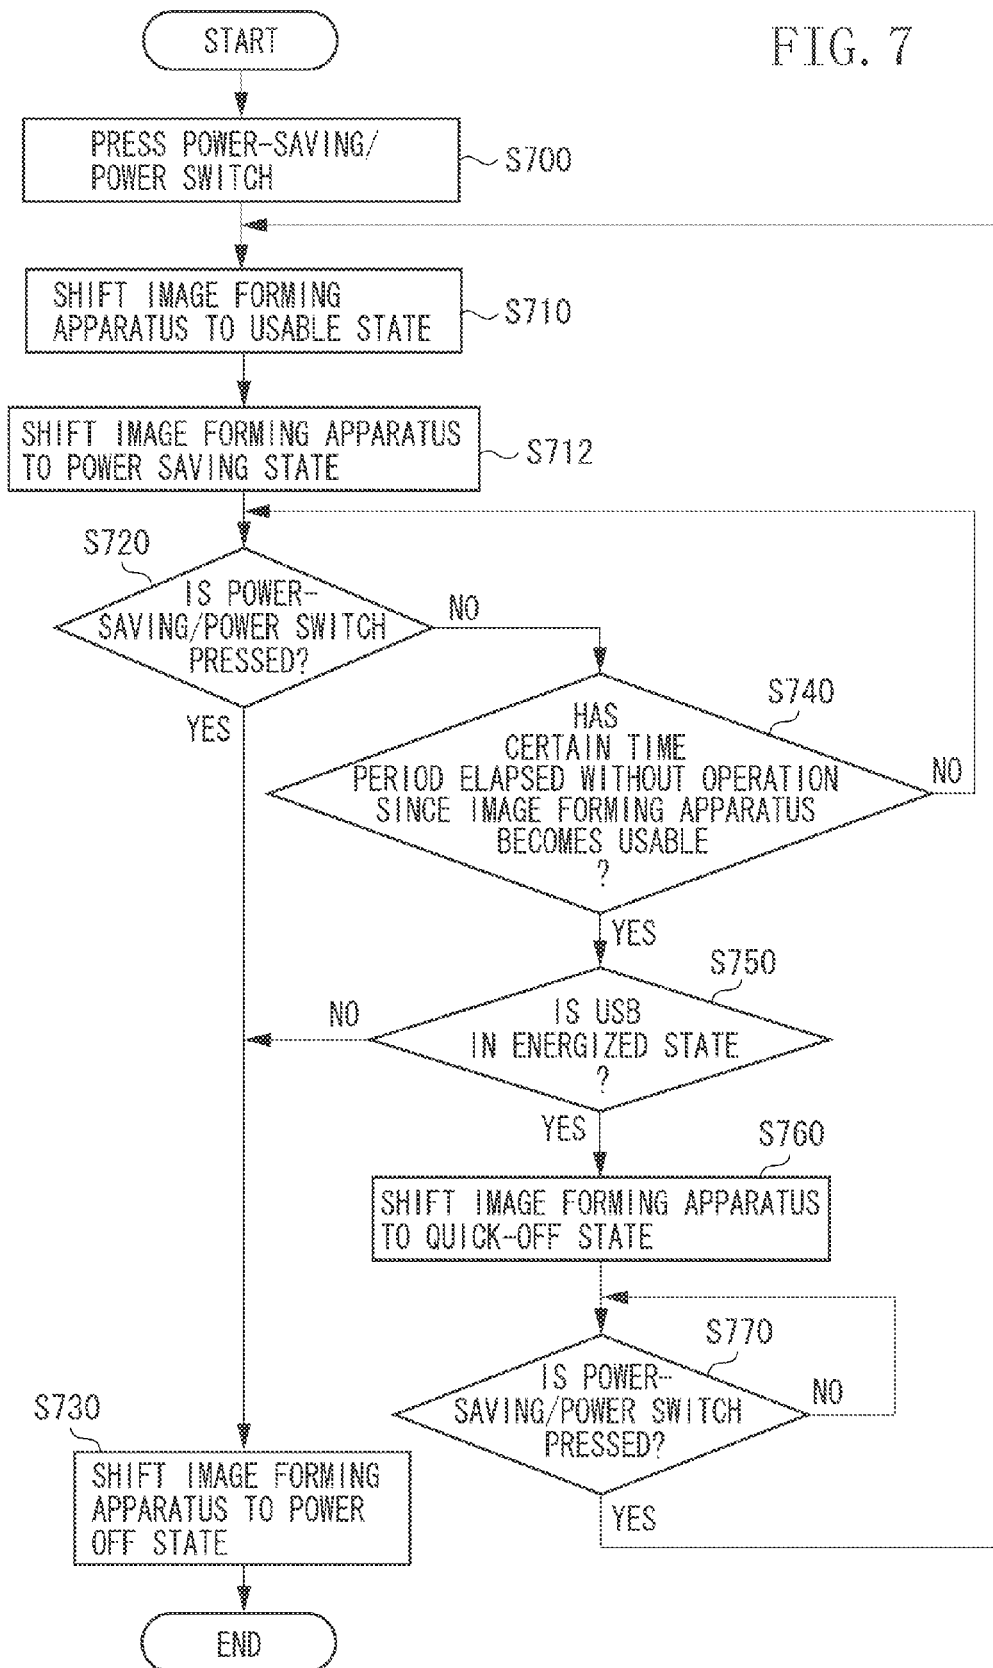 FIG. 7
START
PRESS POWER-SAVING/
POWER SWITCH
S700
SHIFT IMAGE FORMING
APPARATUS TO USABLE STATE
S710
SHIFT IMAGE FORMING APPARATUS
TO POWER SAVING STATE
S712
S720
IS POWER-
SAVING/POWER SWITCH
PRESSED?
NO
YES
S740
HAS
CERTAIN TIME
PERIOD ELAPSED WITHOUT OPERATION
SINCE IMAGE FORMING APPARATUS
BECOMES USABLE
?
NO
YES
S750
IS USB
IN ENERGIZED STATE
?
NO
YES
S760
SHIFT IMAGE FORMING APPARATUS
TO QUICK-OFF STATE
S770
IS POWER-
SAVING/POWER SWITCH
PRESSED?
NO
YES
S730
SHIFT IMAGE FORMING
APPARATUS TO POWER
OFF STATE
END